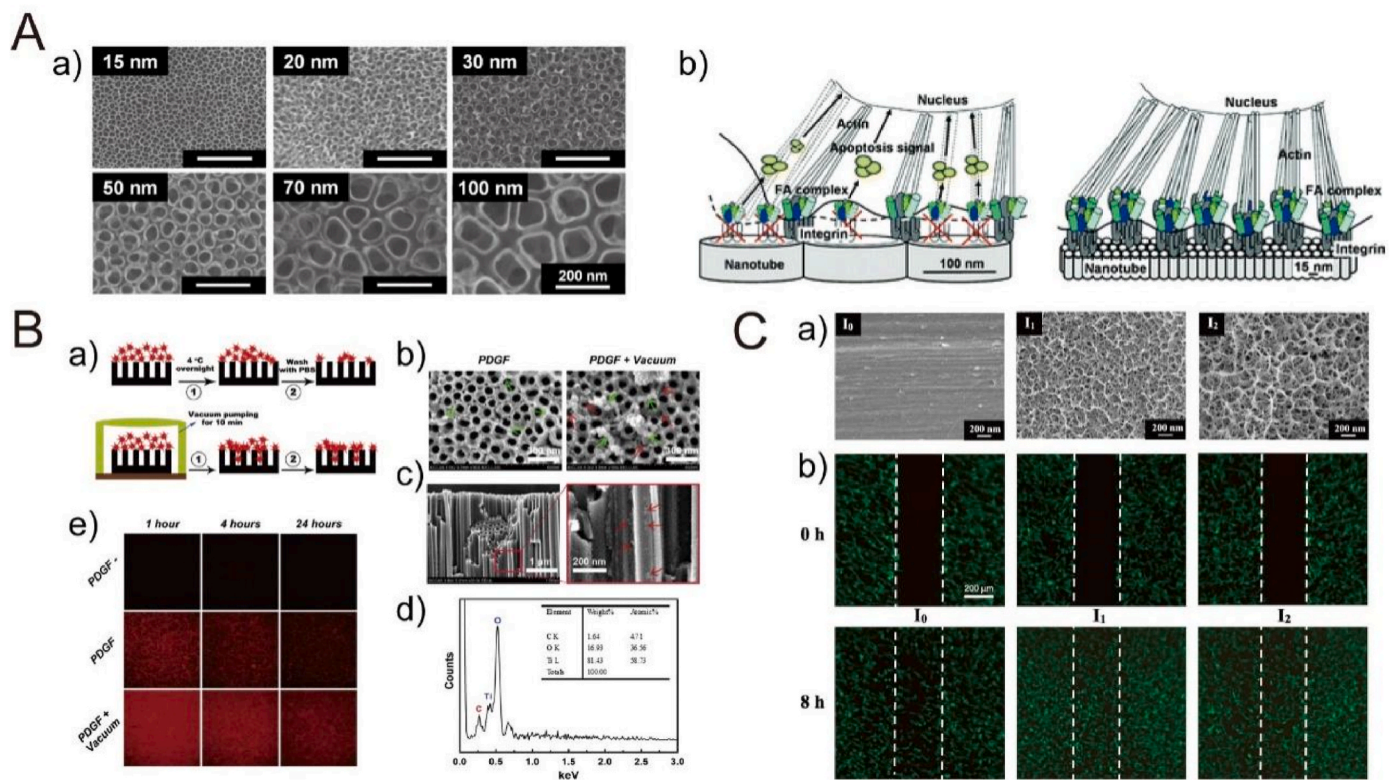 A
a)
15 nm
20 nm
30 nm
50 nm
70 nm
100 nm
200 nm
b)
Nucleus
Actin
Apoptosis signal
FA complex
Integrin
Nanotube
100 nm
Nucleus
Actin
FA complex
Integrin
Nanotube
15 nm
B
a)
4 °C
overnight
①
Wash
with PBS
②
Vacuum pumping
for 10 min
①
②
b)
PDGF
PDGF + Vacuum
c)
1 µm
200 nm
d)
Counts
O
Ti
C
Element Weight% Atomic%
C K 1.64 4.71
O K 16.93 36.56
Ti L 81.43 58.73
Totals 100.00
0.0 0.5 1.0 1.5 2.0 2.5 3.0
keV
e)
1 hour 4 hours 24 hours
PDGF -
PDGF
PDGF +
Vacuum
C
a)
I₀
200 nm
I₁
200 nm
I₂
200 nm
b)
0 h
200 µm
I₀ I₁ I₂
8 h